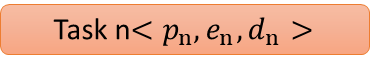 Task n< pₙ, eₙ, dₙ >